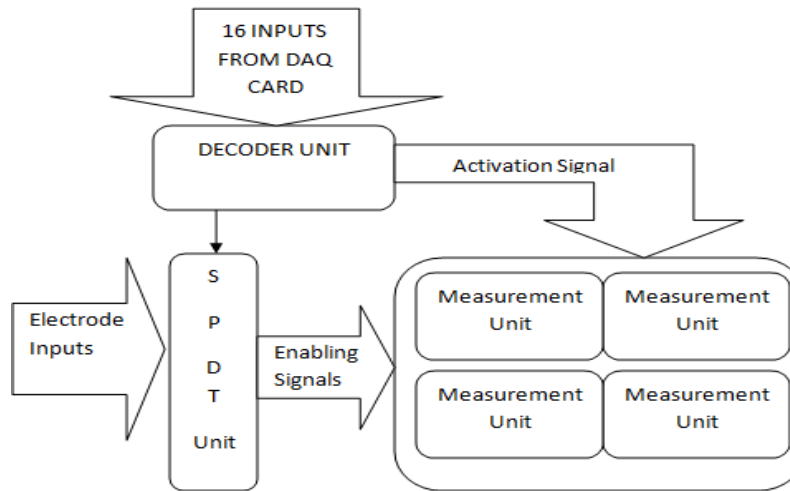 16 INPUTS
FROM DAQ
CARD
DECODER UNIT
Activation Signal
S
P
D
T
Unit
Electrode
Inputs
Enabling
Signals
Measurement
Unit
Measurement
Unit
Measurement
Unit
Measurement
Unit